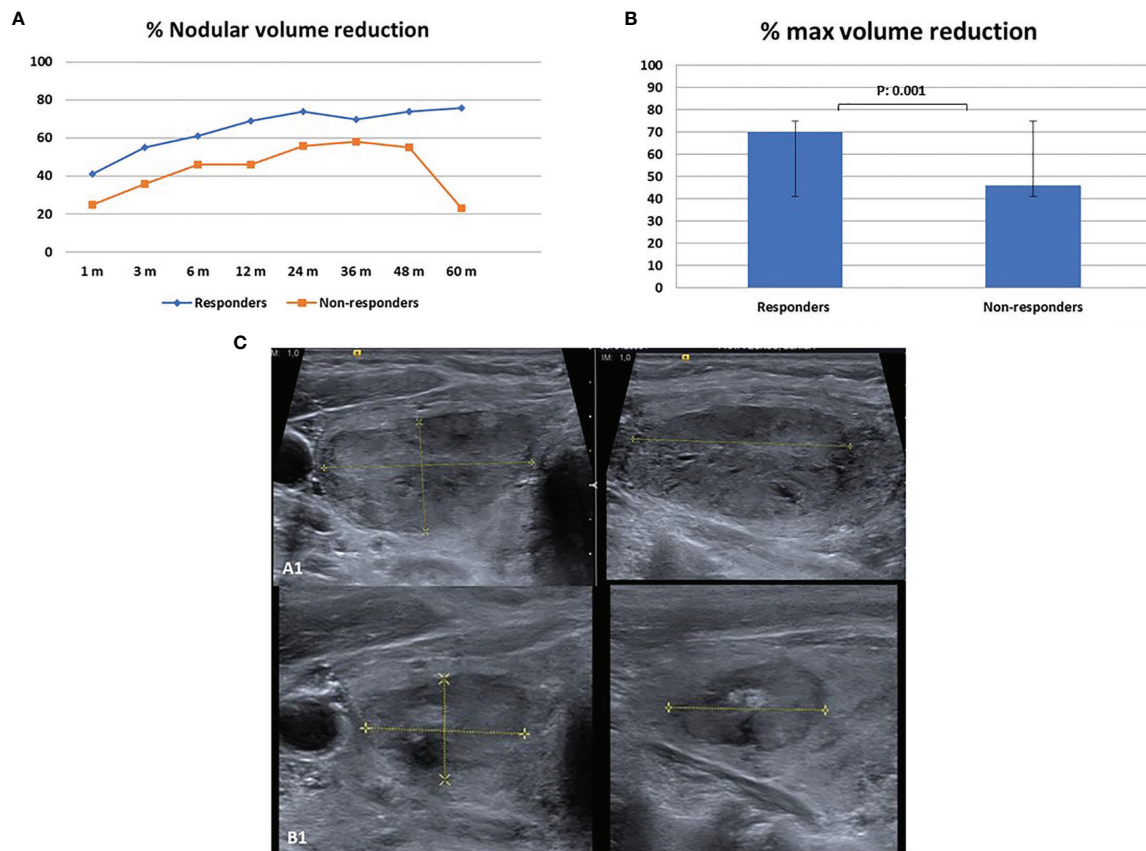 A
% Nodular volume reduction
100
80
60
40
20
0
1 m 3 m 6 m 12 m 24 m 36 m 48 m 60 m
Responders Non-responders
B
% max volume reduction
100
90
80
70
60
50
40
30
20
10
0
P: 0.001
Responders Non-responders
C
M: 1,0
IM: 1,0
A1
B1